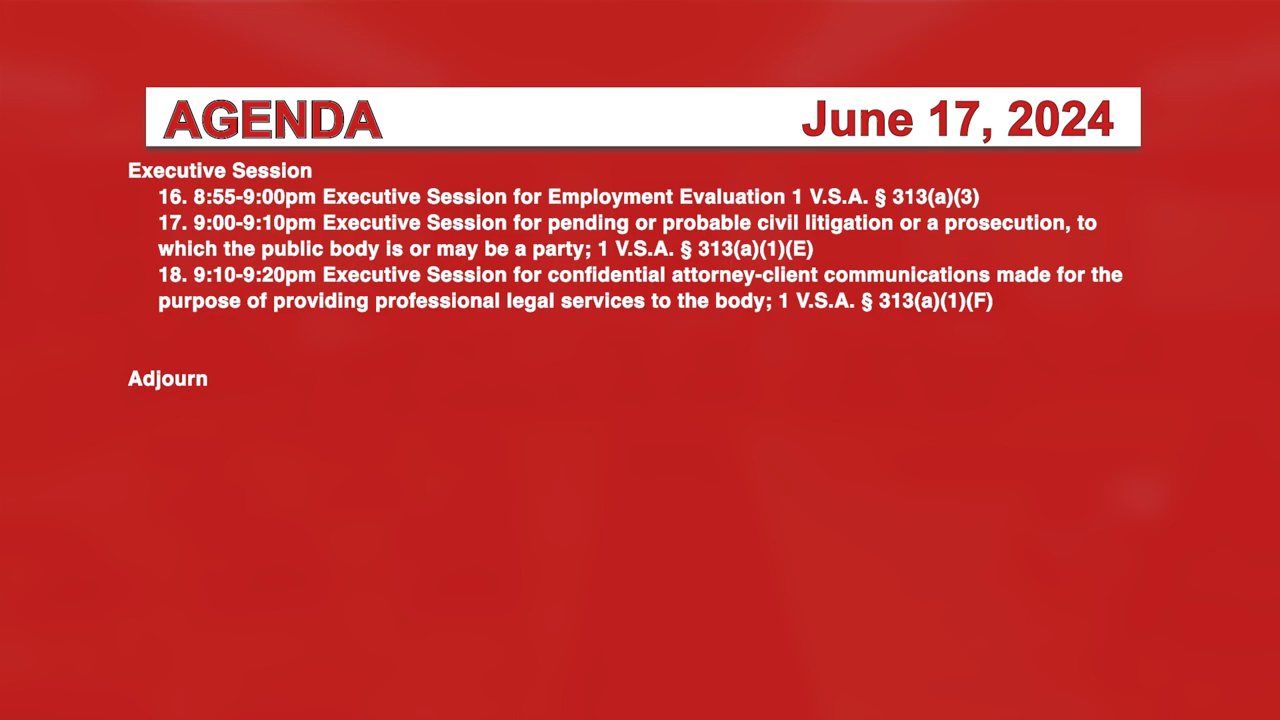 AGENDA June 17, 2024
Executive Session
16. 8:55-9:00pm Executive Session for Employment Evaluation 1 V.S.A. § 313(a)(3)
17. 9:00-9:10pm Executive Session for pending or probable civil litigation or a prosecution, to
which the public body is or may be a party; 1 V.S.A. § 313(a)(1)(E)
18. 9:10-9:20pm Executive Session for confidential attorney-client communications made for the
purpose of providing professional legal services to the body; 1 V.S.A. § 313(a)(1)(F)
Adjourn